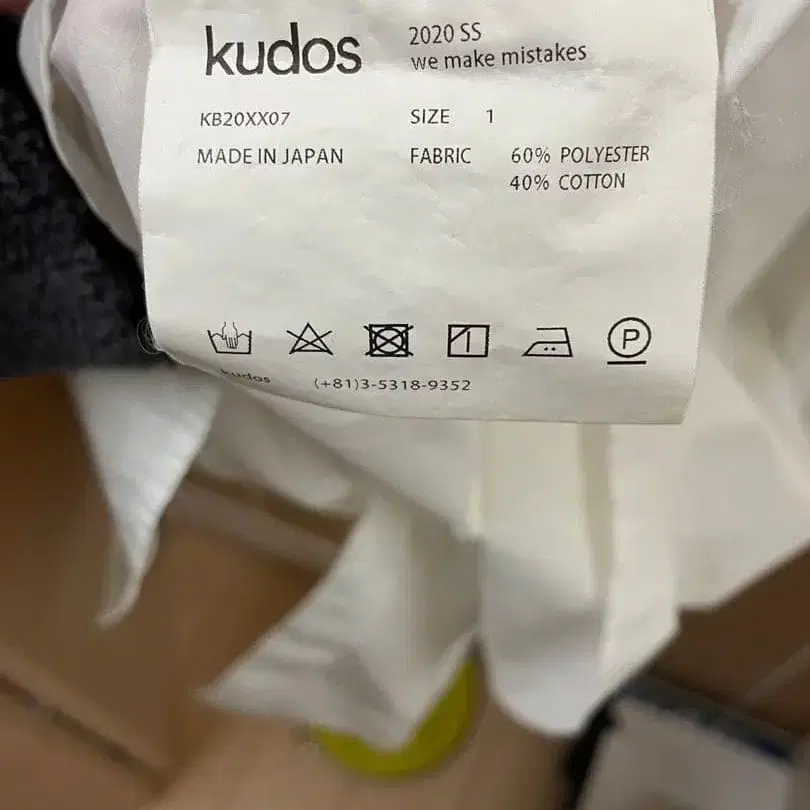 kudos
2020 SS
we make mistakes
KB20XX07
SIZE 1
MADE IN JAPAN
FABRIC 60% POLYESTER
40% COTTON
P
kudos (+81)3-5318-9352